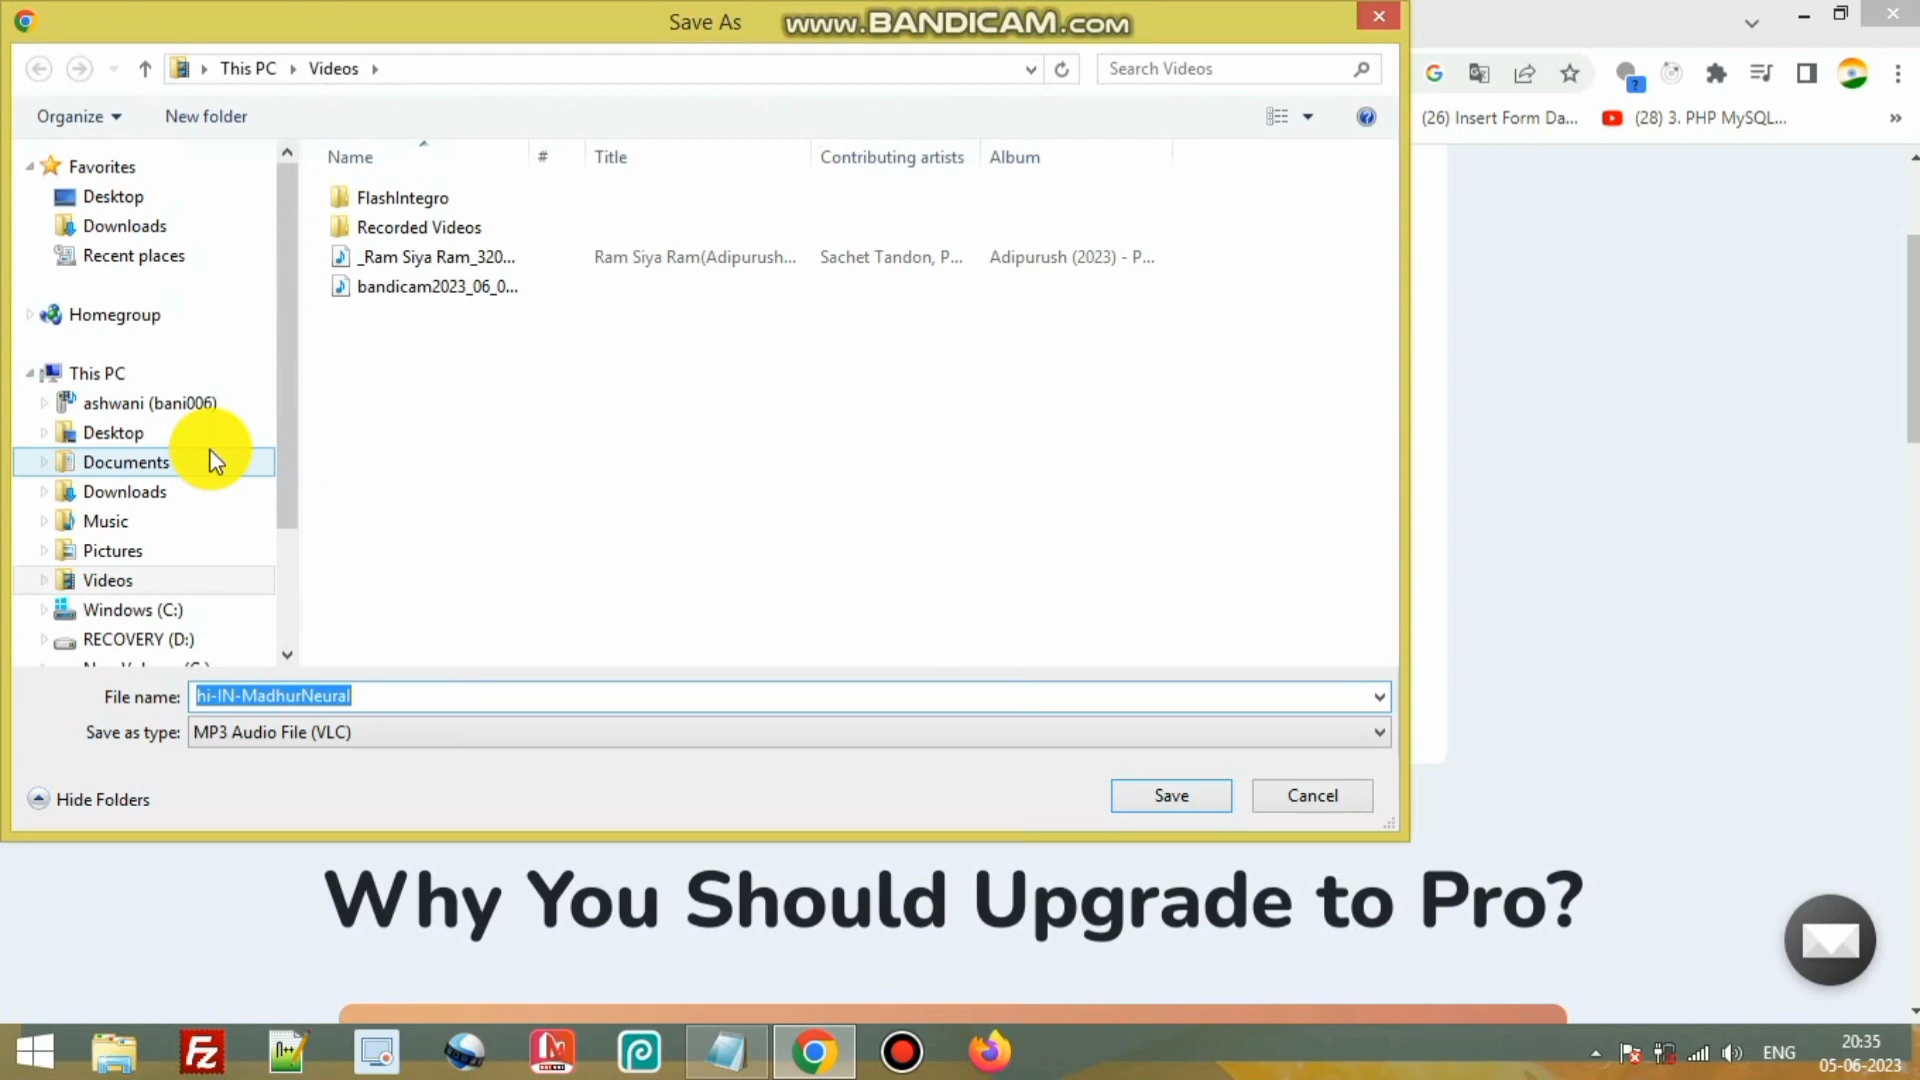 Save As
www.BANDICAM.com
This PC
Videos
Search Videos
Organize
New folder
(26) Insert Form Da...
(28) 3. PHP MySQL...
Name
#
Title
Contributing artists
Album
Favorites
Desktop
Downloads
Recent places
Homegroup
This PC
ashwani (bani006)
Desktop
Documents
Downloads
Music
Pictures
Videos
Windows (C:)
RECOVERY (D:)
FlashIntegro
Recorded Videos
_Ram Siya Ram_320...
Ram Siya Ram(Adipurush...
Sachet Tandon, P...
Adipurush (2023) - P...
bandicam2023_06_0...
File name:
hi-IN-MadhurNeural
Save as type:
MP3 Audio File (VLC)
Hide Folders
Save
Cancel
Why You Should Upgrade to Pro?
ENG
20:35
05-06-2023